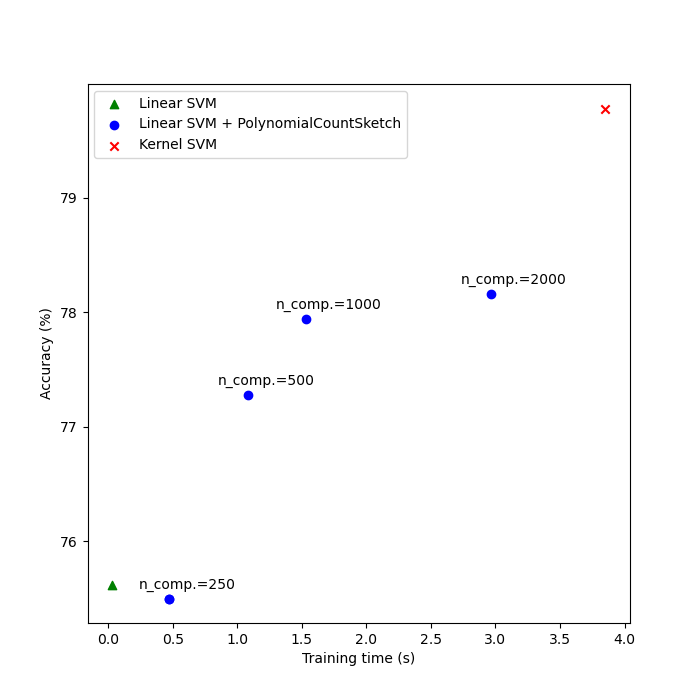 Linear SVM
Linear SVM + PolynomialCountSketch
Kernel SVM
79
n_comp.=2000
n_comp.=1000
78
Accuracy (%)
n_comp.=500
77
76
n_comp.=250
0.0 0.5 1.0 1.5 2.0 2.5 3.0 3.5 4.0
Training time (s)